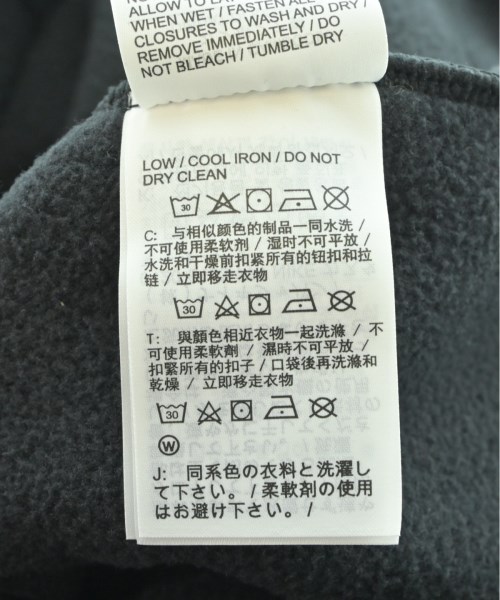 ALLOW TO LAY
WHEN WET / FASTEN ALL
CLOSURES TO WASH AND DRY /
REMOVE IMMEDIATELY / DO
NOT BLEACH / TUMBLE DRY
LOW / COOL IRON / DO NOT
DRY CLEAN
30
C: 与相似颜色的制品一同水洗 /
不可使用柔软剂 / 湿时不可平放 /
水洗和干燥前扣紧所有的钮扣和拉
链 / 立即移走衣物
30
T: 與顏色相近衣物一起洗滌 / 不
可使用柔軟劑 / 濕時不可平放 /
扣緊所有的扣子 / 口袋後再洗滌和
乾燥 / 立即移走衣物
30
W
J: 同系色の衣料と洗濯し
て下さい。 / 柔軟剤の使用
はお避け下さい。 /